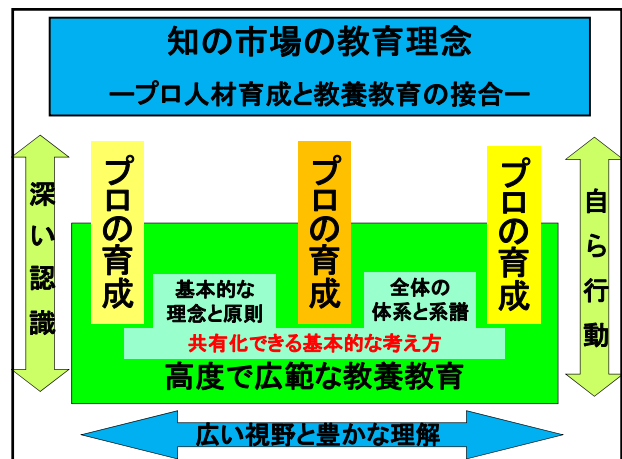 知の市場の教育理念
ープロ人材育成と教養教育の接合ー
深い認識
プロの育成
プロの育成
プロの育成
自ら行動
基本的な
理念と原則
全体の
体系と系譜
共有化できる基本的な考え方
高度で広範な教養教育
広い視野と豊かな理解